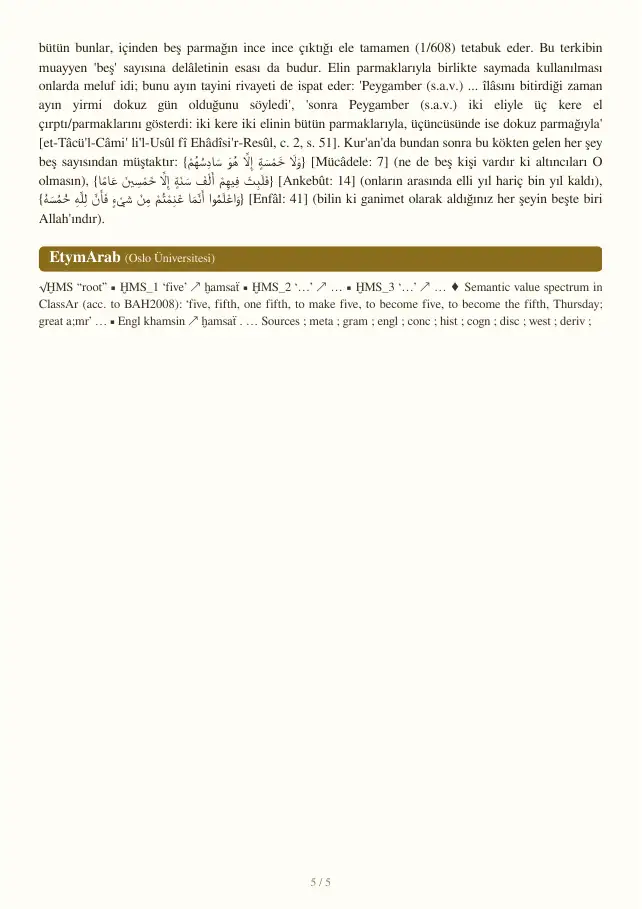 bütün bunlar, içinden beş parmağın ince ince çıktığı ele tamamen (1/608) tetabuk eder. Bu terkibin
muayyen 'beş' sayısına delâletinin esası da budur. Elin parmaklarıyla birlikte saymada kullanılması
onlarda meluf idi; bunu ayın tayini rivayeti de ispat eder: 'Peygamber (s.a.v.) ... îlâsını bitirdiği zaman
ayın yirmi dokuz gün olduğunu söyledi', 'sonra Peygamber (s.a.v.) iki eliyle üç kere el
çırptı/parmaklarını gösterdi: iki kere iki elinin bütün parmaklarıyla, üçüncüsünde ise dokuz parmağıyla'
[et-Tâcü'l-Câmi' li'l-Usûl fî Ehâdîsi'r-Resûl, c. 2, s. 51]. Kur'an'da bundan sonra bu kökten gelen her şey
beş sayısından müştaktır: {وَلَا خَمْسَةٍ إِلَّا هُوَ سَادِسُهُمْ} [Mücâdele: 7] (ne de beş kişi vardır ki altıncıları O
olmasın), {فَلَبِثَ فِيهِمْ أَلْفَ سَنَةٍ إِلَّا خَمْسِينَ عَامًا} [Ankebût: 14] (onların arasında elli yıl hariç bin yıl kaldı),
{وَاعْلَمُوا أَنَّمَا غَنِمْتُمْ مِنْ شَيْءٍ فَأَنَّ لِلَّهِ خُمُسَهُ} [Enfâl: 41] (bilin ki ganimet olarak aldığınız her şeyin beşte biri
Allah'ındır).
EtymArab (Oslo Üniversitesi)
√ḪMS “root” ▪ ḪMS_1 ‘five’ ↗ ḫamsaẗ ▪ ḪMS_2 ‘…’ ↗ … ▪ ḪMS_3 ‘…’ ↗ … ♦ Semantic value spectrum in
ClassAr (acc. to BAH2008): ‘five, fifth, one fifth, to make five, to become five, to become the fifth, Thursday;
great a;mr’ … ▪ Engl khamsin ↗ ḫamsaẗ . … Sources ; meta ; gram ; engl ; conc ; hist ; cogn ; disc ; west ; deriv ;
5 / 5